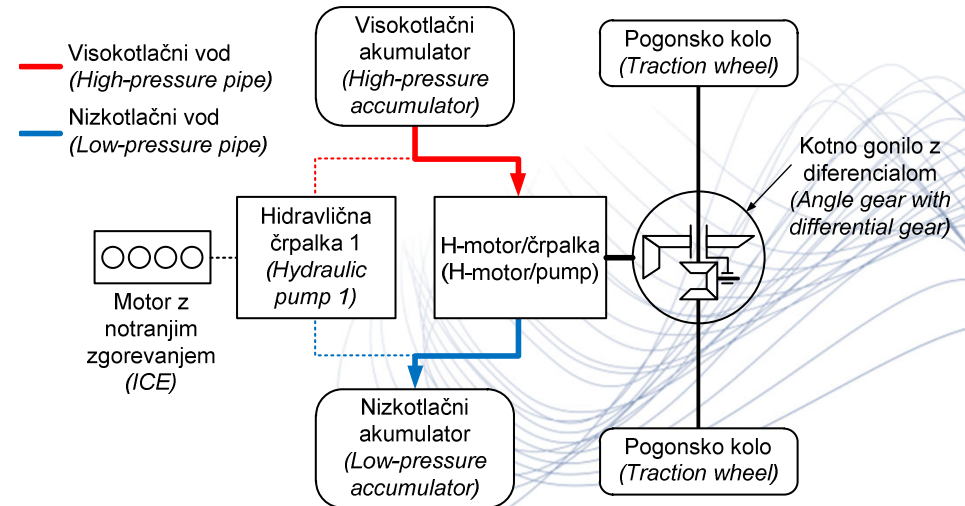 Visokotlačni vod
(High-pressure pipe)
Nizkotlačni vod
(Low-pressure pipe)
Visokotlačni
akumulator
(High-pressure
accumulator)
Pogonsko kolo
(Traction wheel)
Kotno gonilo z
diferencialom
(Angle gear with
differential gear)
Hidravlična
črpalka 1
(Hydraulic
pump 1)
H-motor/črpalka
(H-motor/pump)
Motor z
notranjim
zgorevanjem
(ICE)
Nizkotlačni
akumulator
(Low-pressure
accumulator)
Pogonsko kolo
(Traction wheel)